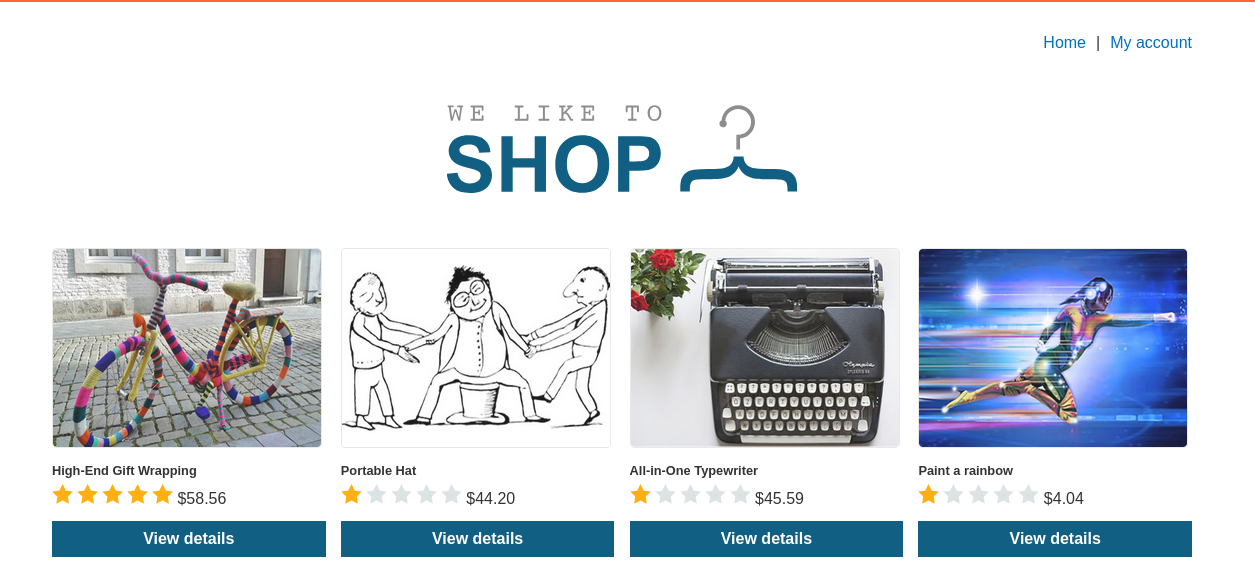 Home | My account
WE LIKE TO
SHOP
High-End Gift Wrapping
$58.56
View details
Portable Hat
$44.20
View details
All-in-One Typewriter
$45.59
View details
Paint a rainbow
$4.04
View details